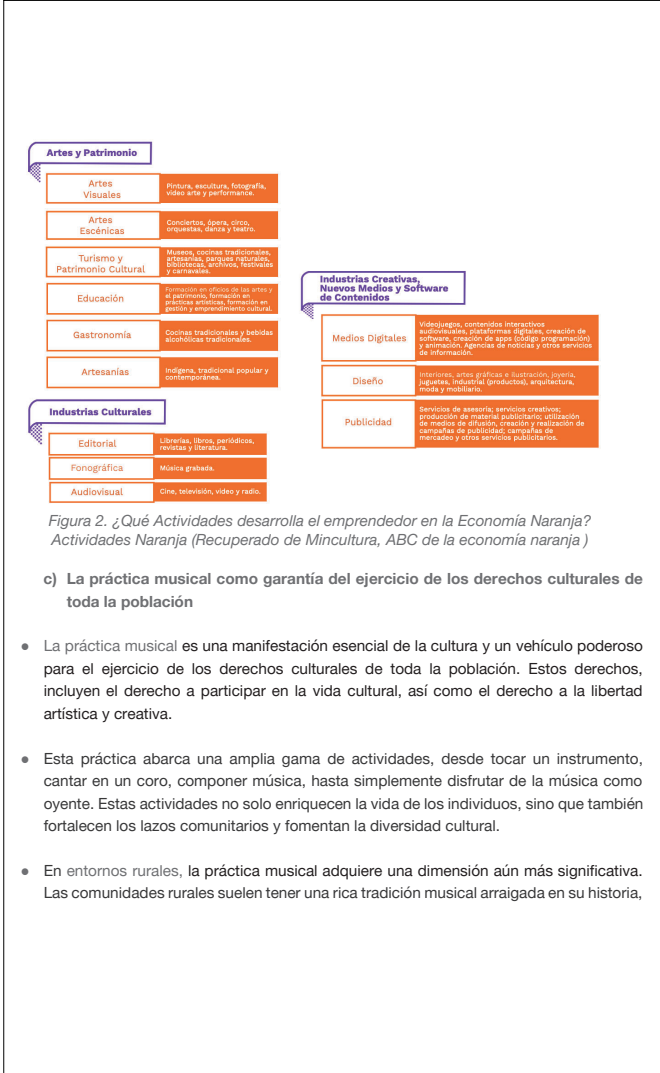 Artes y Patrimonio
Artes
Visuales
Pintura, escultura, fotografía,
video arte y performance.
Artes
Escénicas
Conciertos, ópera, circo,
orquestas, danza y teatro.
Turismo y
Patrimonio Cultural
Museos, cocinas tradicionales,
artesanías, parques naturales,
bibliotecas, archivos, festivales
y carnavales.
Educación
Formación en oficios de las artes y
el patrimonio, formación en
prácticas artísticas, formación en
gestión y emprendimiento cultural.
Gastronomía
Cocinas tradicionales y bebidas
alcohólicas tradicionales.
Artesanías
Indígena, tradicional popular y
contemporánea.
Industrias Culturales
Editorial
Librerías, libros, periódicos,
revistas y literatura.
Fonográfica
Música grabada.
Audiovisual
Cine, televisión, video y radio.
Industrias Creativas,
Nuevos Medios y Software
de Contenidos
Medios Digitales
Videojuegos, contenidos interactivos
audiovisuales, plataformas digitales, creación de
software, creación de apps (código programación)
y animación. Agencias de noticias y otros servicios
de información.
Diseño
Interiores, artes gráficas e ilustración, joyería,
juguetes, industrial (productos), arquitectura,
moda y mobiliario.
Publicidad
Servicios de asesoría; servicios creativos;
producción de material publicitario; utilización
de medios de difusión, creación y realización de
campañas de publicidad; campañas de
mercadeo y otros servicios publicitarios.
Figura 2. ¿Qué Actividades desarrolla el emprendedor en la Economía Naranja?
Actividades Naranja (Recuperado de Mincultura, ABC de la economía naranja )
c) La práctica musical como garantía del ejercicio de los derechos culturales de
toda la población
● La práctica musical es una manifestación esencial de la cultura y un vehículo poderoso
para el ejercicio de los derechos culturales de toda la población. Estos derechos,
incluyen el derecho a participar en la vida cultural, así como el derecho a la libertad
artística y creativa.
● Esta práctica abarca una amplia gama de actividades, desde tocar un instrumento,
cantar en un coro, componer música, hasta simplemente disfrutar de la música como
oyente. Estas actividades no solo enriquecen la vida de los individuos, sino que también
fortalecen los lazos comunitarios y fomentan la diversidad cultural.
● En entornos rurales, la práctica musical adquiere una dimensión aún más significativa.
Las comunidades rurales suelen tener una rica tradición musical arraigada en su historia,